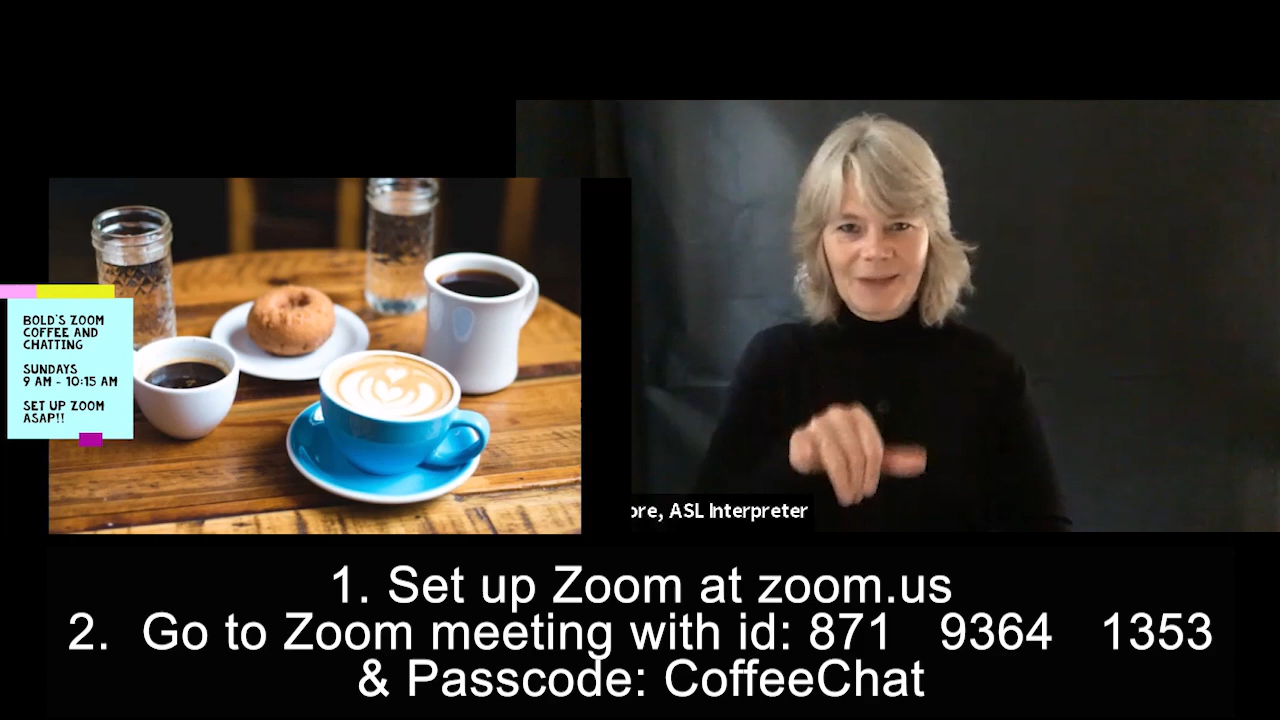 BOLD'S ZOOM
COFFEE AND
CHATTING
SUNDAYS
9 AM - 10:15 AM
SET UP ZOOM
ASAP!!
ore, ASL Interpreter
1. Set up Zoom at zoom.us
2. Go to Zoom meeting with id: 871 9364 1353
& Passcode: CoffeeChat